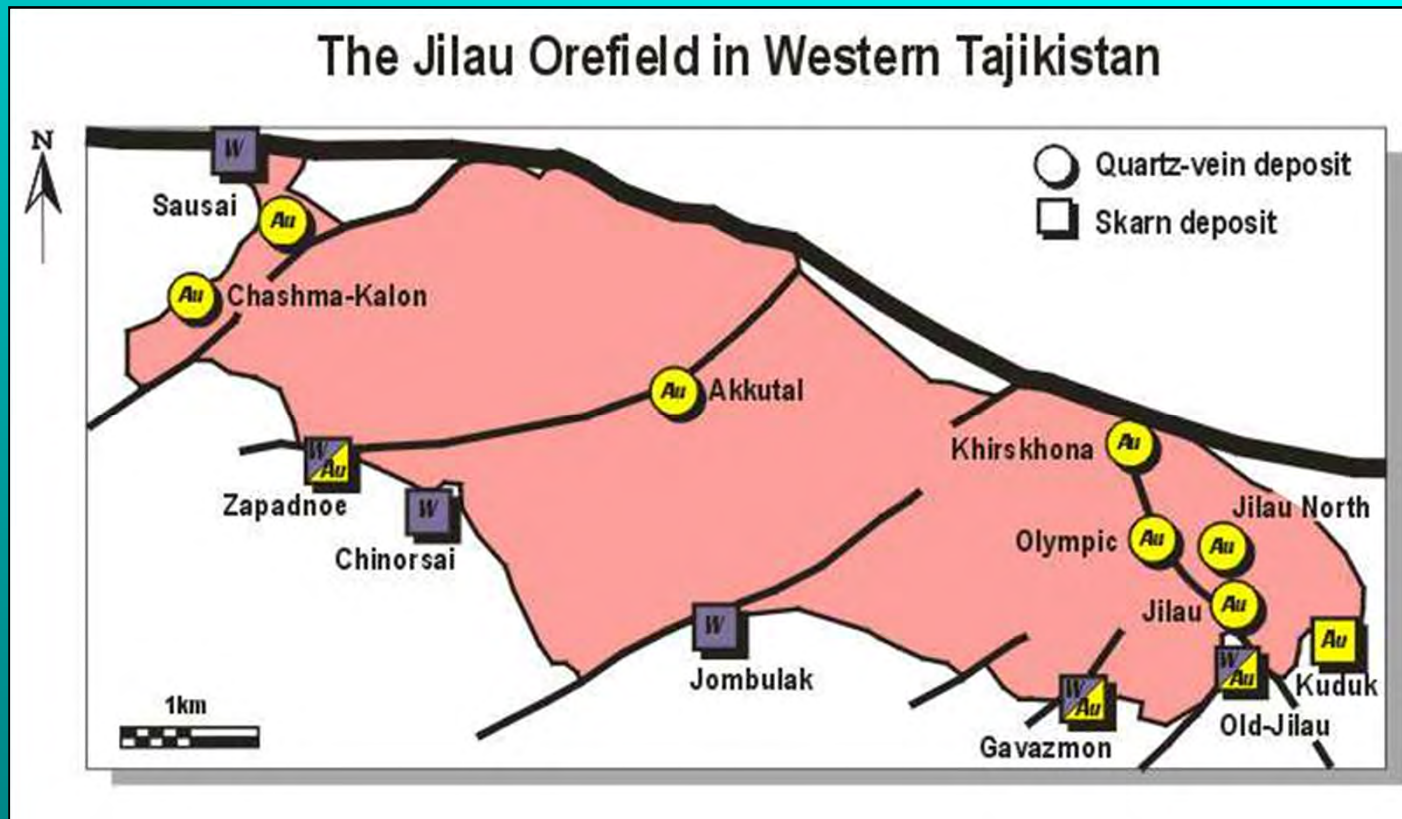 The Jilau Orefield in Western Tajikistan
N
W
Quartz-vein deposit
Skarn deposit
Sausai
Au
Au
Chashma-Kalon
Au
Akkutal
Khirskhona
Au
W Au
Zapadnoe
W
Chinorsai
Jilau North
Olympic
Au
Au
Jilau
Au
W
Jombulak
Au
Kuduk
W Au
Old-Jilau
W Au
Gavazmon
1km